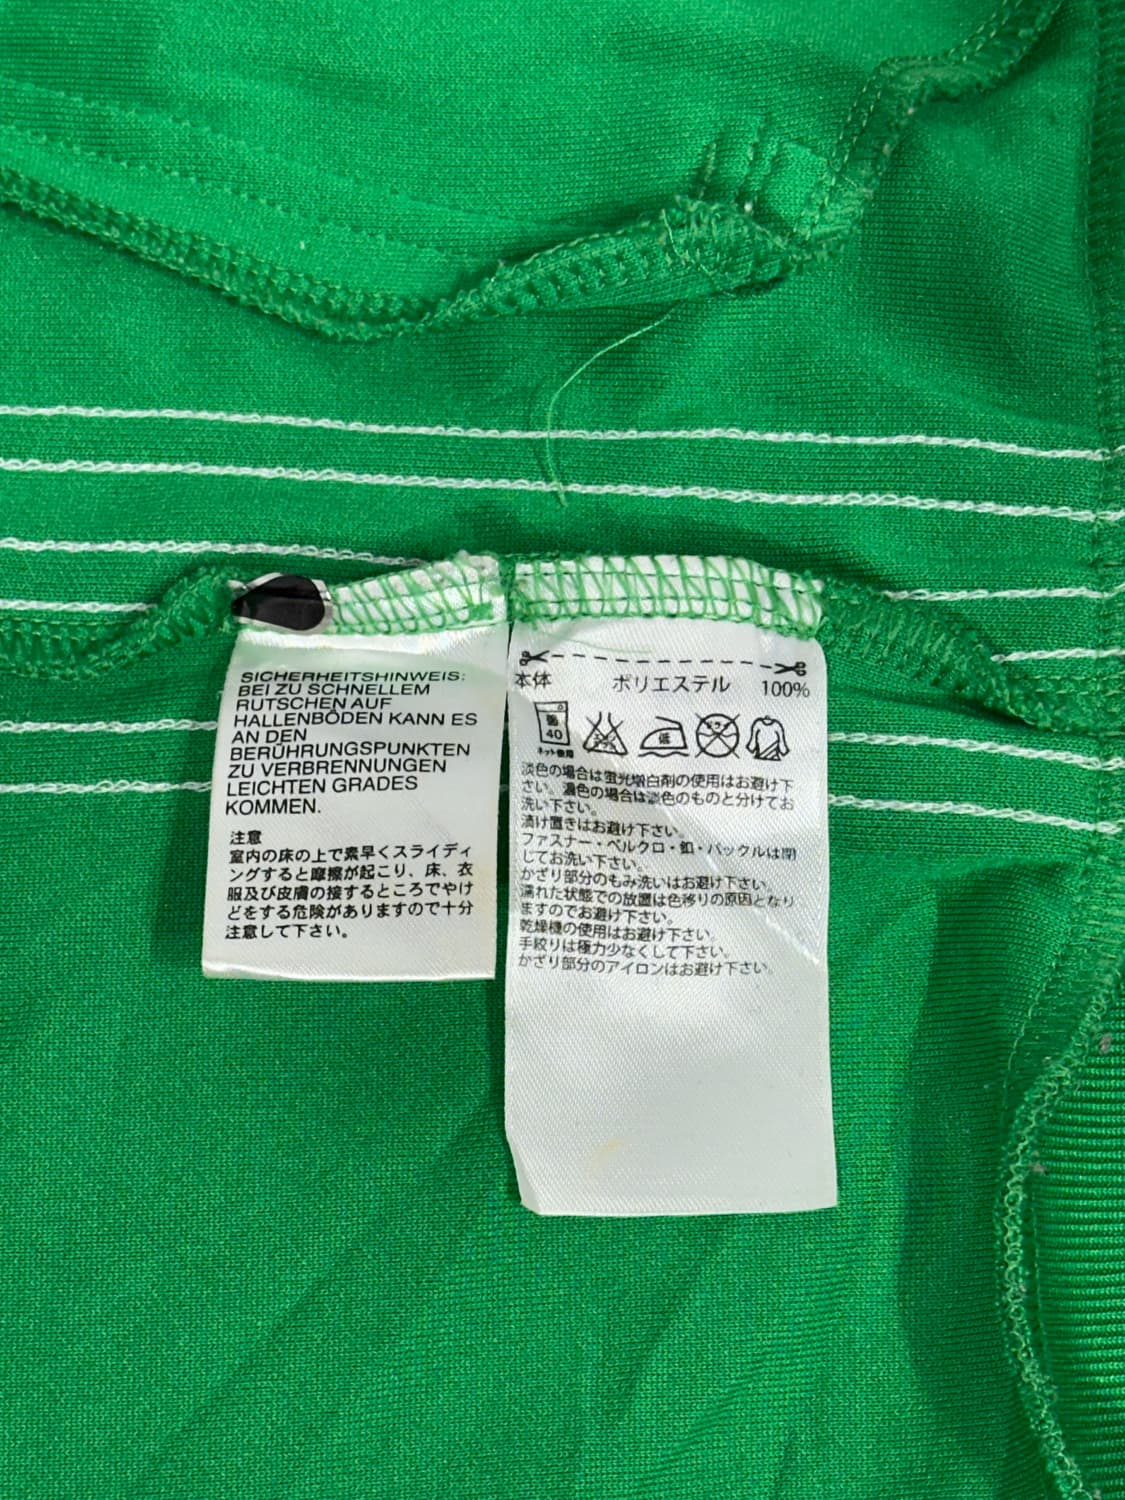 SICHERHEITSHINWEIS:
BEI ZU SCHNELLEM
RUTSCHEN AUF
HALLENBÖDEN KANN ES
AN DEN
BERÜHRUNGSPUNKTEN
ZU VERBRENNUNGEN
LEICHTEN GRADES
KOMMEN.
注意
室内の床の上で素早くスライディ
ングすると摩擦が起こり、床、衣
服及び皮膚の接するところでやけ
どをする危険がありますので十分
注意して下さい。
本体 ポリエステル 100%
40 低
ネット使用
淡色の場合は蛍光増白剤の使用はお避け下
さい。濃色の場合は淡色のものと分けてお
洗い下さい。
漬け置きはお避け下さい。
ファスナー・ベルクロ・釦・バックルは閉
じてお洗い下さい。
かざり部分のもみ洗いはお避け下さい。
濡れた状態での放置は色移りの原因となり
ますのでお避け下さい。
乾燥機の使用はお避け下さい。
手絞りは極力少なくして下さい。
かざり部分のアイロンはお避け下さい。